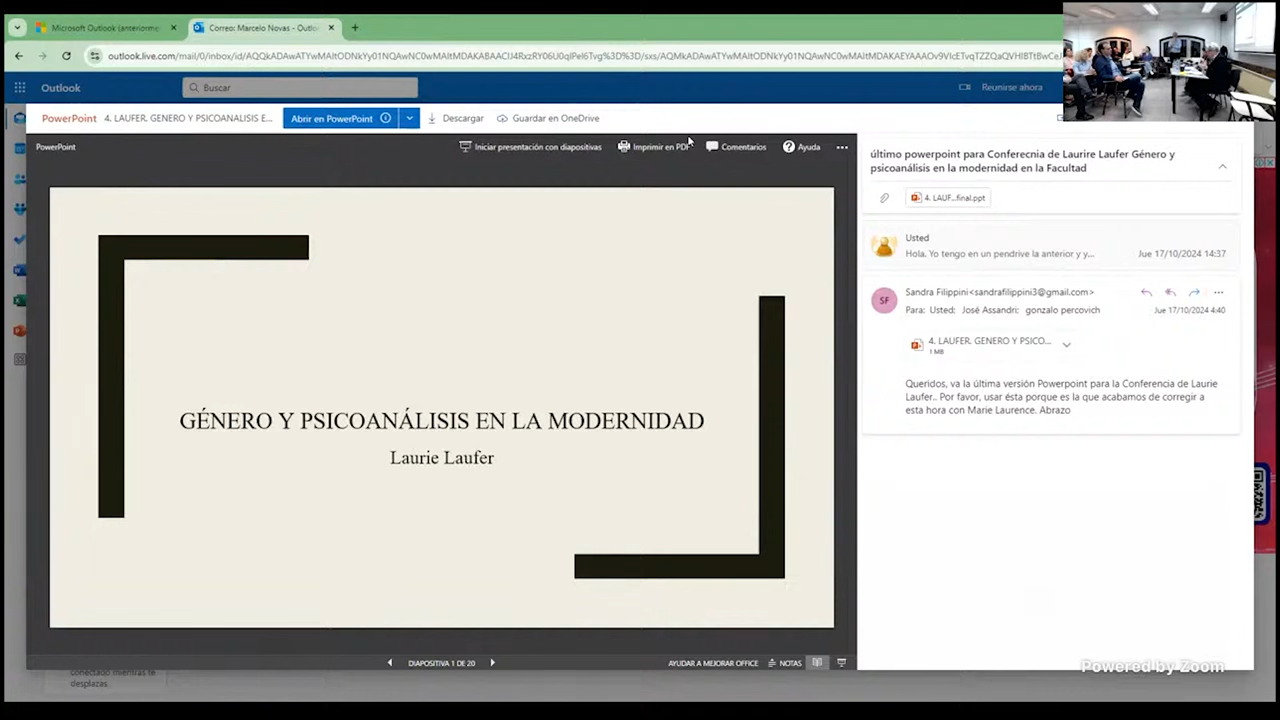 Microsoft Outlook (anteriorme
Correo: Marcelo Novas - Outlo
Outlook
Buscar
Reunirse ahora
PowerPoint
4. LAUFER. GENERO Y PSICOANALISIS E...
Abrir en PowerPoint
Descargar
Guardar en OneDrive
PowerPoint
Iniciar presentación con diapositivas
Imprimir en PDF
Comentarios
Ayuda
GÉNERO Y PSICOANÁLISIS EN LA MODERNIDAD
Laurie Laufer
DIAPOSITIVA 1 DE 20
AYUDAR A MEJORAR OFFICE
NOTAS
último powerpoint para Conferecnia de Laurire Laufer Género y
psicoanálisis en la modernidad en la Facultad
4. LAUF...final.ppt
Usted
Hola, Yo tengo en un pendrive la anterior y y...
Jue 17/10/2024 14:37
SF
Sandra Filippini<sandrafilippini3@gmail.com>
Para: Usted; José Assandri; gonzalo percovich
Jue 17/10/2024 4:40
4. LAUFER. GENERO Y PSICO...
1 MB
Queridos, va la última versión Powerpoint para la Conferencia de Laurie
Laufer.. Por favor, usar ésta porque es la que acabamos de corregir a
esta hora con Marie Laurence. Abrazo
conectado mientras te
desplazas.
Powered by Zoom